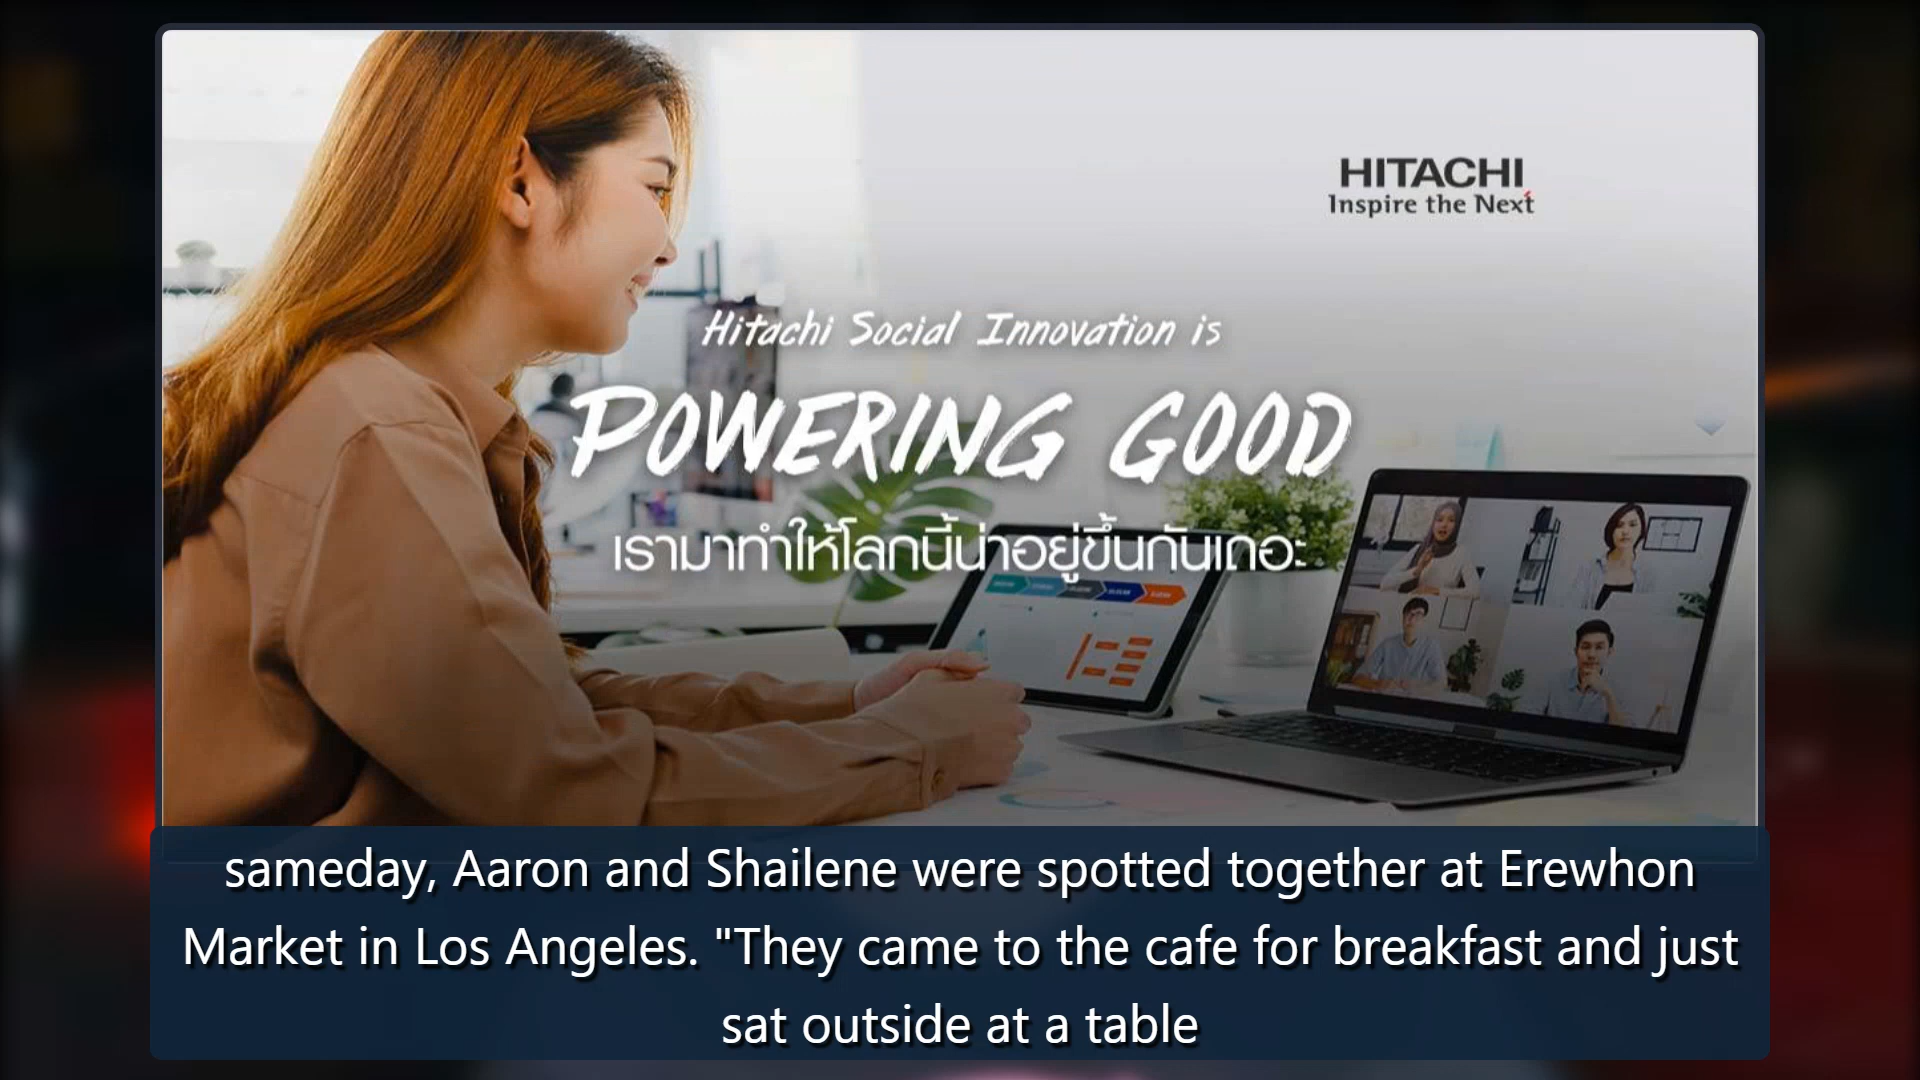 HITACHI
Inspire the Next
Hitachi Social Innovation is
POWERING GOOD
เรามาทำให้โลกนี้น่าอยู่ขึ้นกันเถอะ
sameday, Aaron and Shailene were spotted together at Erewhon
Market in Los Angeles. "They came to the cafe for breakfast and just
sat outside at a table